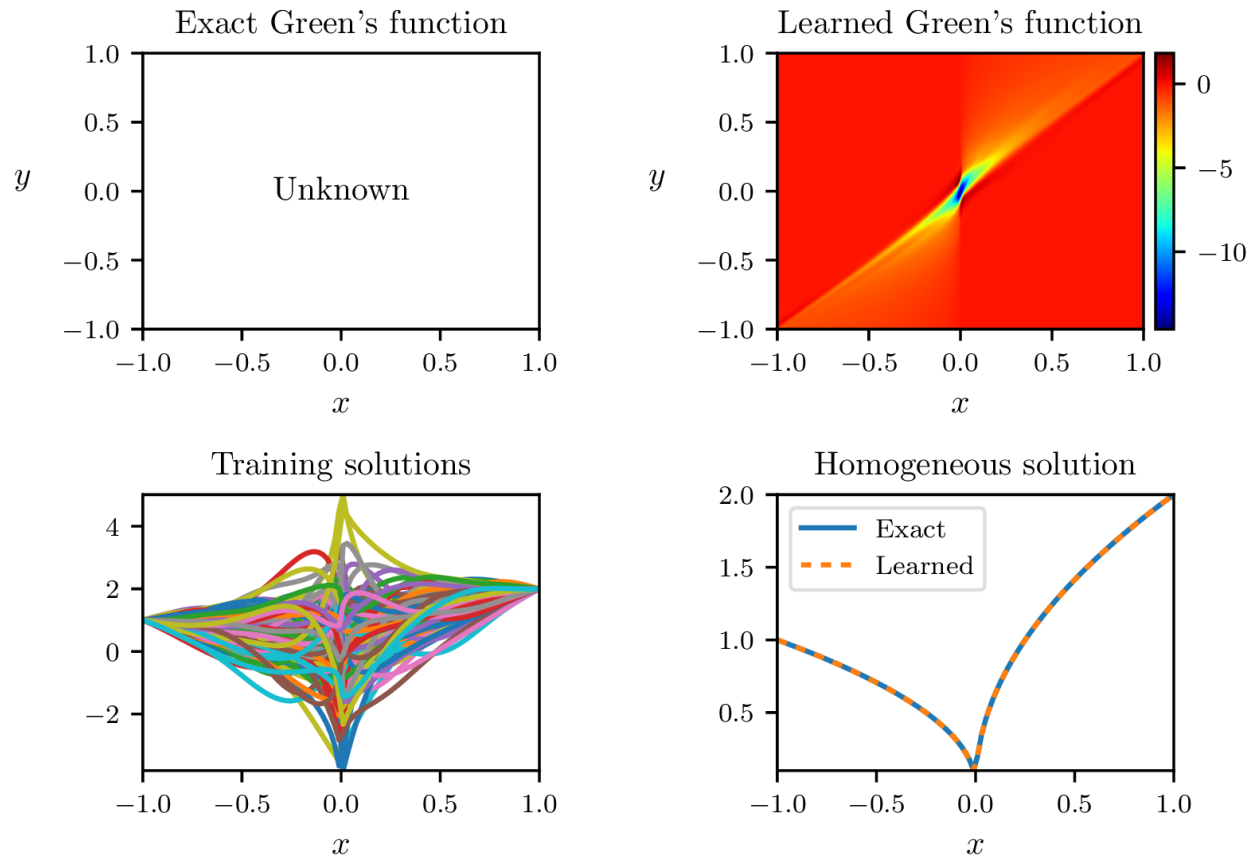 Exact Green's function
Learned Green's function
1.0
0.5
0.0
−0.5
−1.0
y
Unknown
−1.0 −0.5 0.0 0.5 1.0
x
1.0
0.5
0.0
−0.5
−1.0
y
−1.0 −0.5 0.0 0.5 1.0
x
0
−5
−10
Training solutions
Homogeneous solution
4
2
0
−2
−1.0 −0.5 0.0 0.5 1.0
x
2.0
1.5
1.0
0.5
Exact
Learned
−1.0 −0.5 0.0 0.5 1.0
x